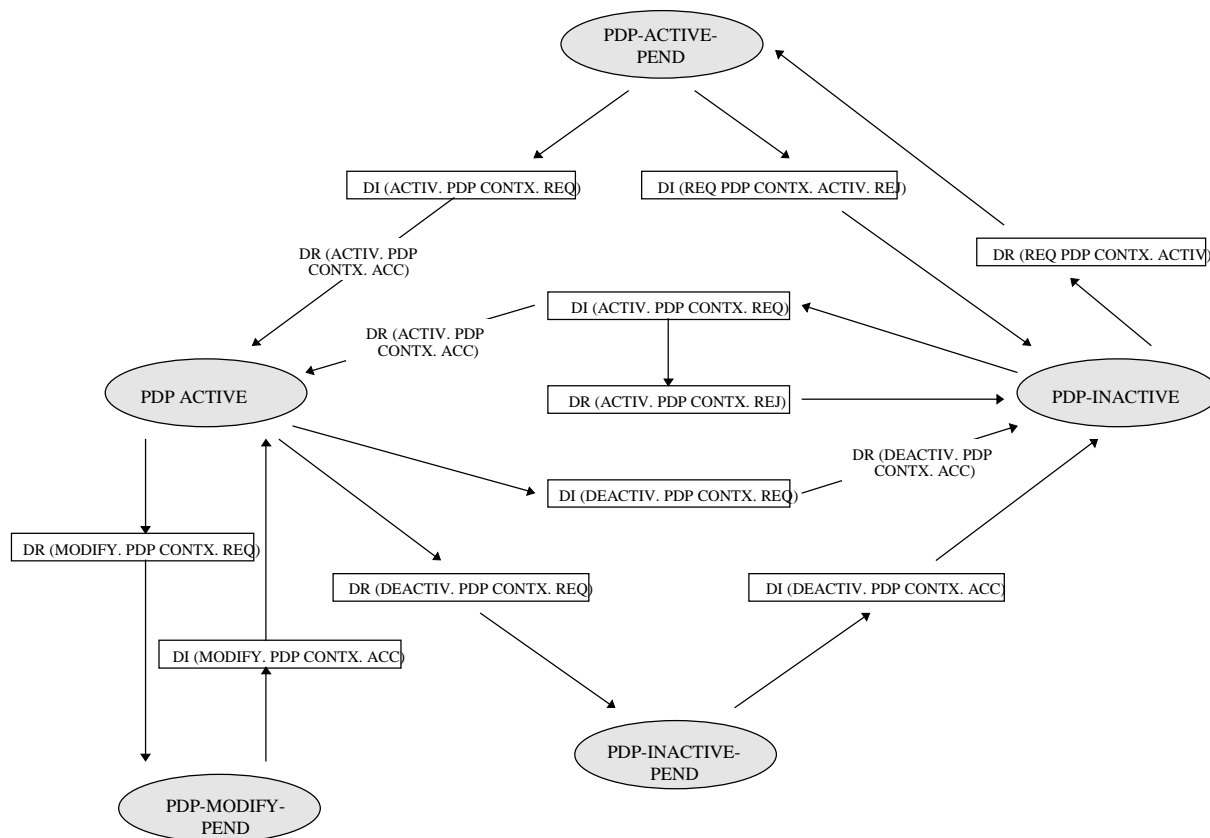 PDP-ACTIVE-
PEND
DI (ACTIV. PDP CONTX. REQ)
DI (REQ PDP CONTX. ACTIV. REJ)
DR (ACTIV. PDP
CONTX. ACC)
DR (REQ PDP CONTX. ACTIV)
DI (ACTIV. PDP CONTX. REQ)
DR (ACTIV. PDP
CONTX. ACC)
PDP ACTIVE
DR (ACTIV. PDP CONTX. REJ)
PDP-INACTIVE
DR (DEACTIV. PDP
CONTX. ACC)
DI (DEACTIV. PDP CONTX. REQ)
DR (MODIFY. PDP CONTX. REQ)
DR (DEACTIV. PDP CONTX. REQ)
DI (DEACTIV. PDP CONTX. ACC)
DI (MODIFY. PDP CONTX. ACC)
PDP-INACTIVE-
PEND
PDP-MODIFY-
PEND